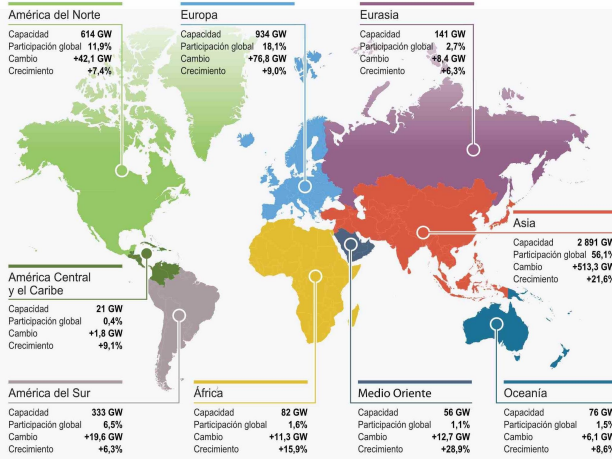 América del Norte
Capacidad 614 GW
Participación global 11,9%
Cambio +42,1 GW
Crecimiento +7,4%
Europa
Capacidad 934 GW
Participación global 18,1%
Cambio +76,8 GW
Crecimiento +9,0%
Eurasia
Capacidad 141 GW
Participación global 2,7%
Cambio +8,4 GW
Crecimiento +6,3%
Asia
Capacidad 2 891 GW
Participación global 56,1%
Cambio +513,3 GW
Crecimiento +21,6%
América Central
y el Caribe
Capacidad 21 GW
Participación global 0,4%
Cambio +1,8 GW
Crecimiento +9,1%
América del Sur
Capacidad 333 GW
Participación global 6,5%
Cambio +19,6 GW
Crecimiento +6,3%
África
Capacidad 82 GW
Participación global 1,6%
Cambio +11,3 GW
Crecimiento +15,9%
Medio Oriente
Capacidad 56 GW
Participación global 1,1%
Cambio +12,7 GW
Crecimiento +28,9%
Oceanía
Capacidad 76 GW
Participación global 1,5%
Cambio +6,1 GW
Crecimiento +8,6%